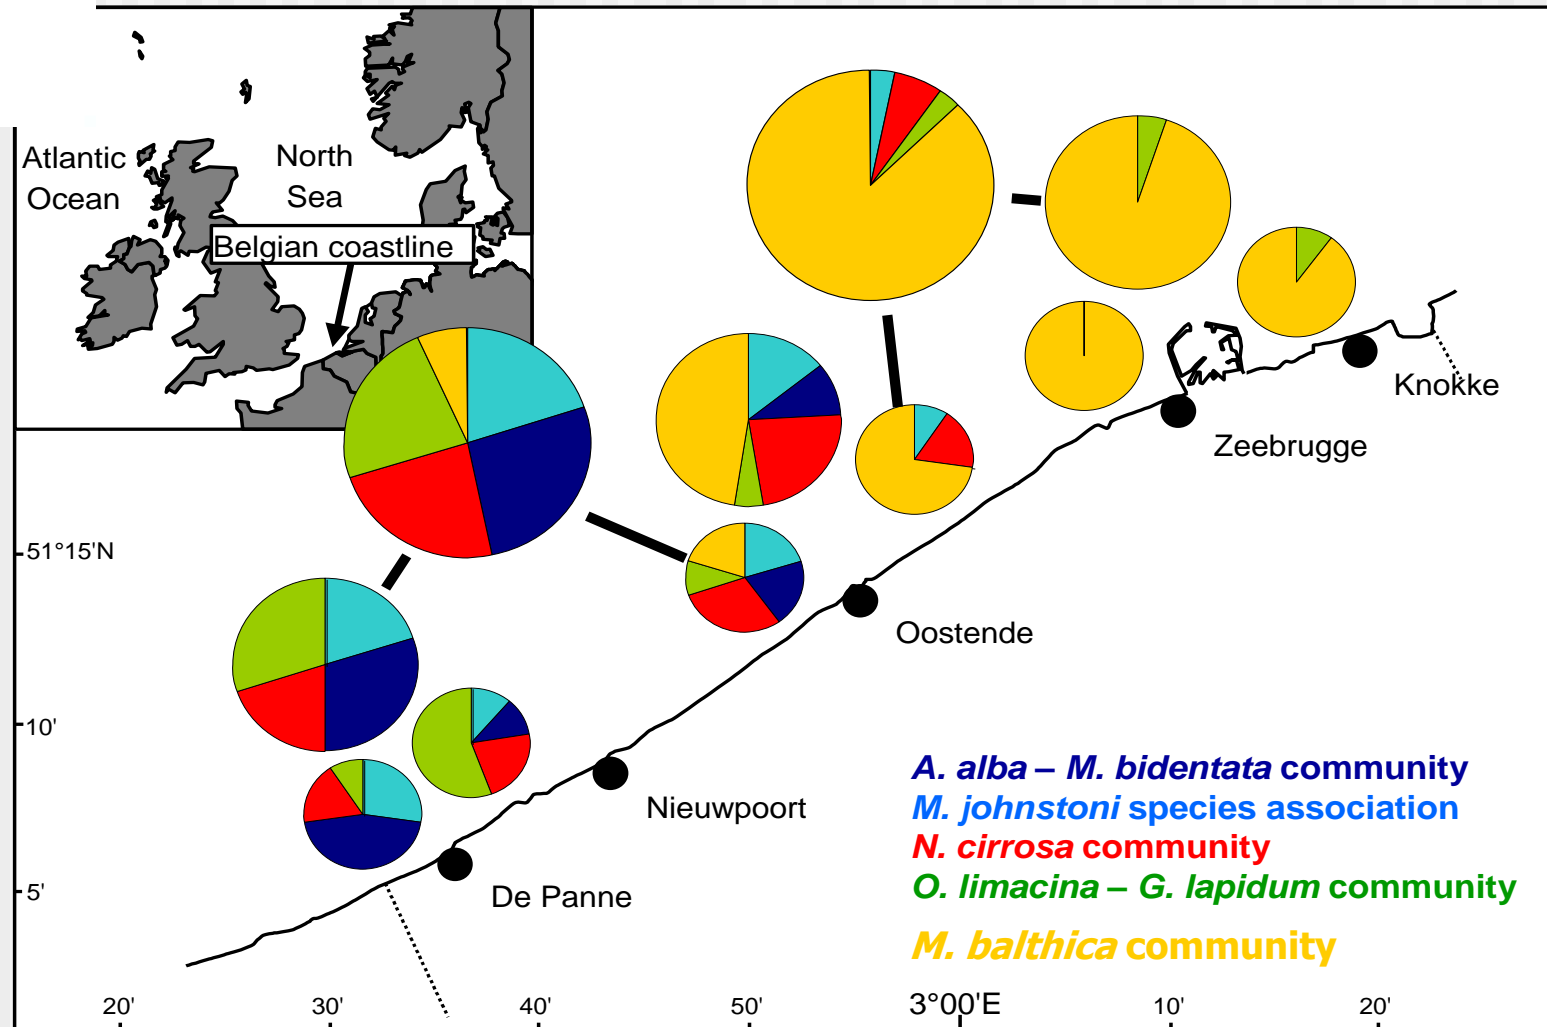 Atlantic
Ocean
North
Sea
Belgian coastline
Knokke
Zeebrugge
51°15'N
Oostende
10'
Nieuwpoort
5'
De Panne
A. alba – M. bidentata community
M. johnstoni species association
N. cirrosa community
O. limacina – G. lapidum community
M. balthica community
20' 30' 40' 50' 3°00'E 10' 20'